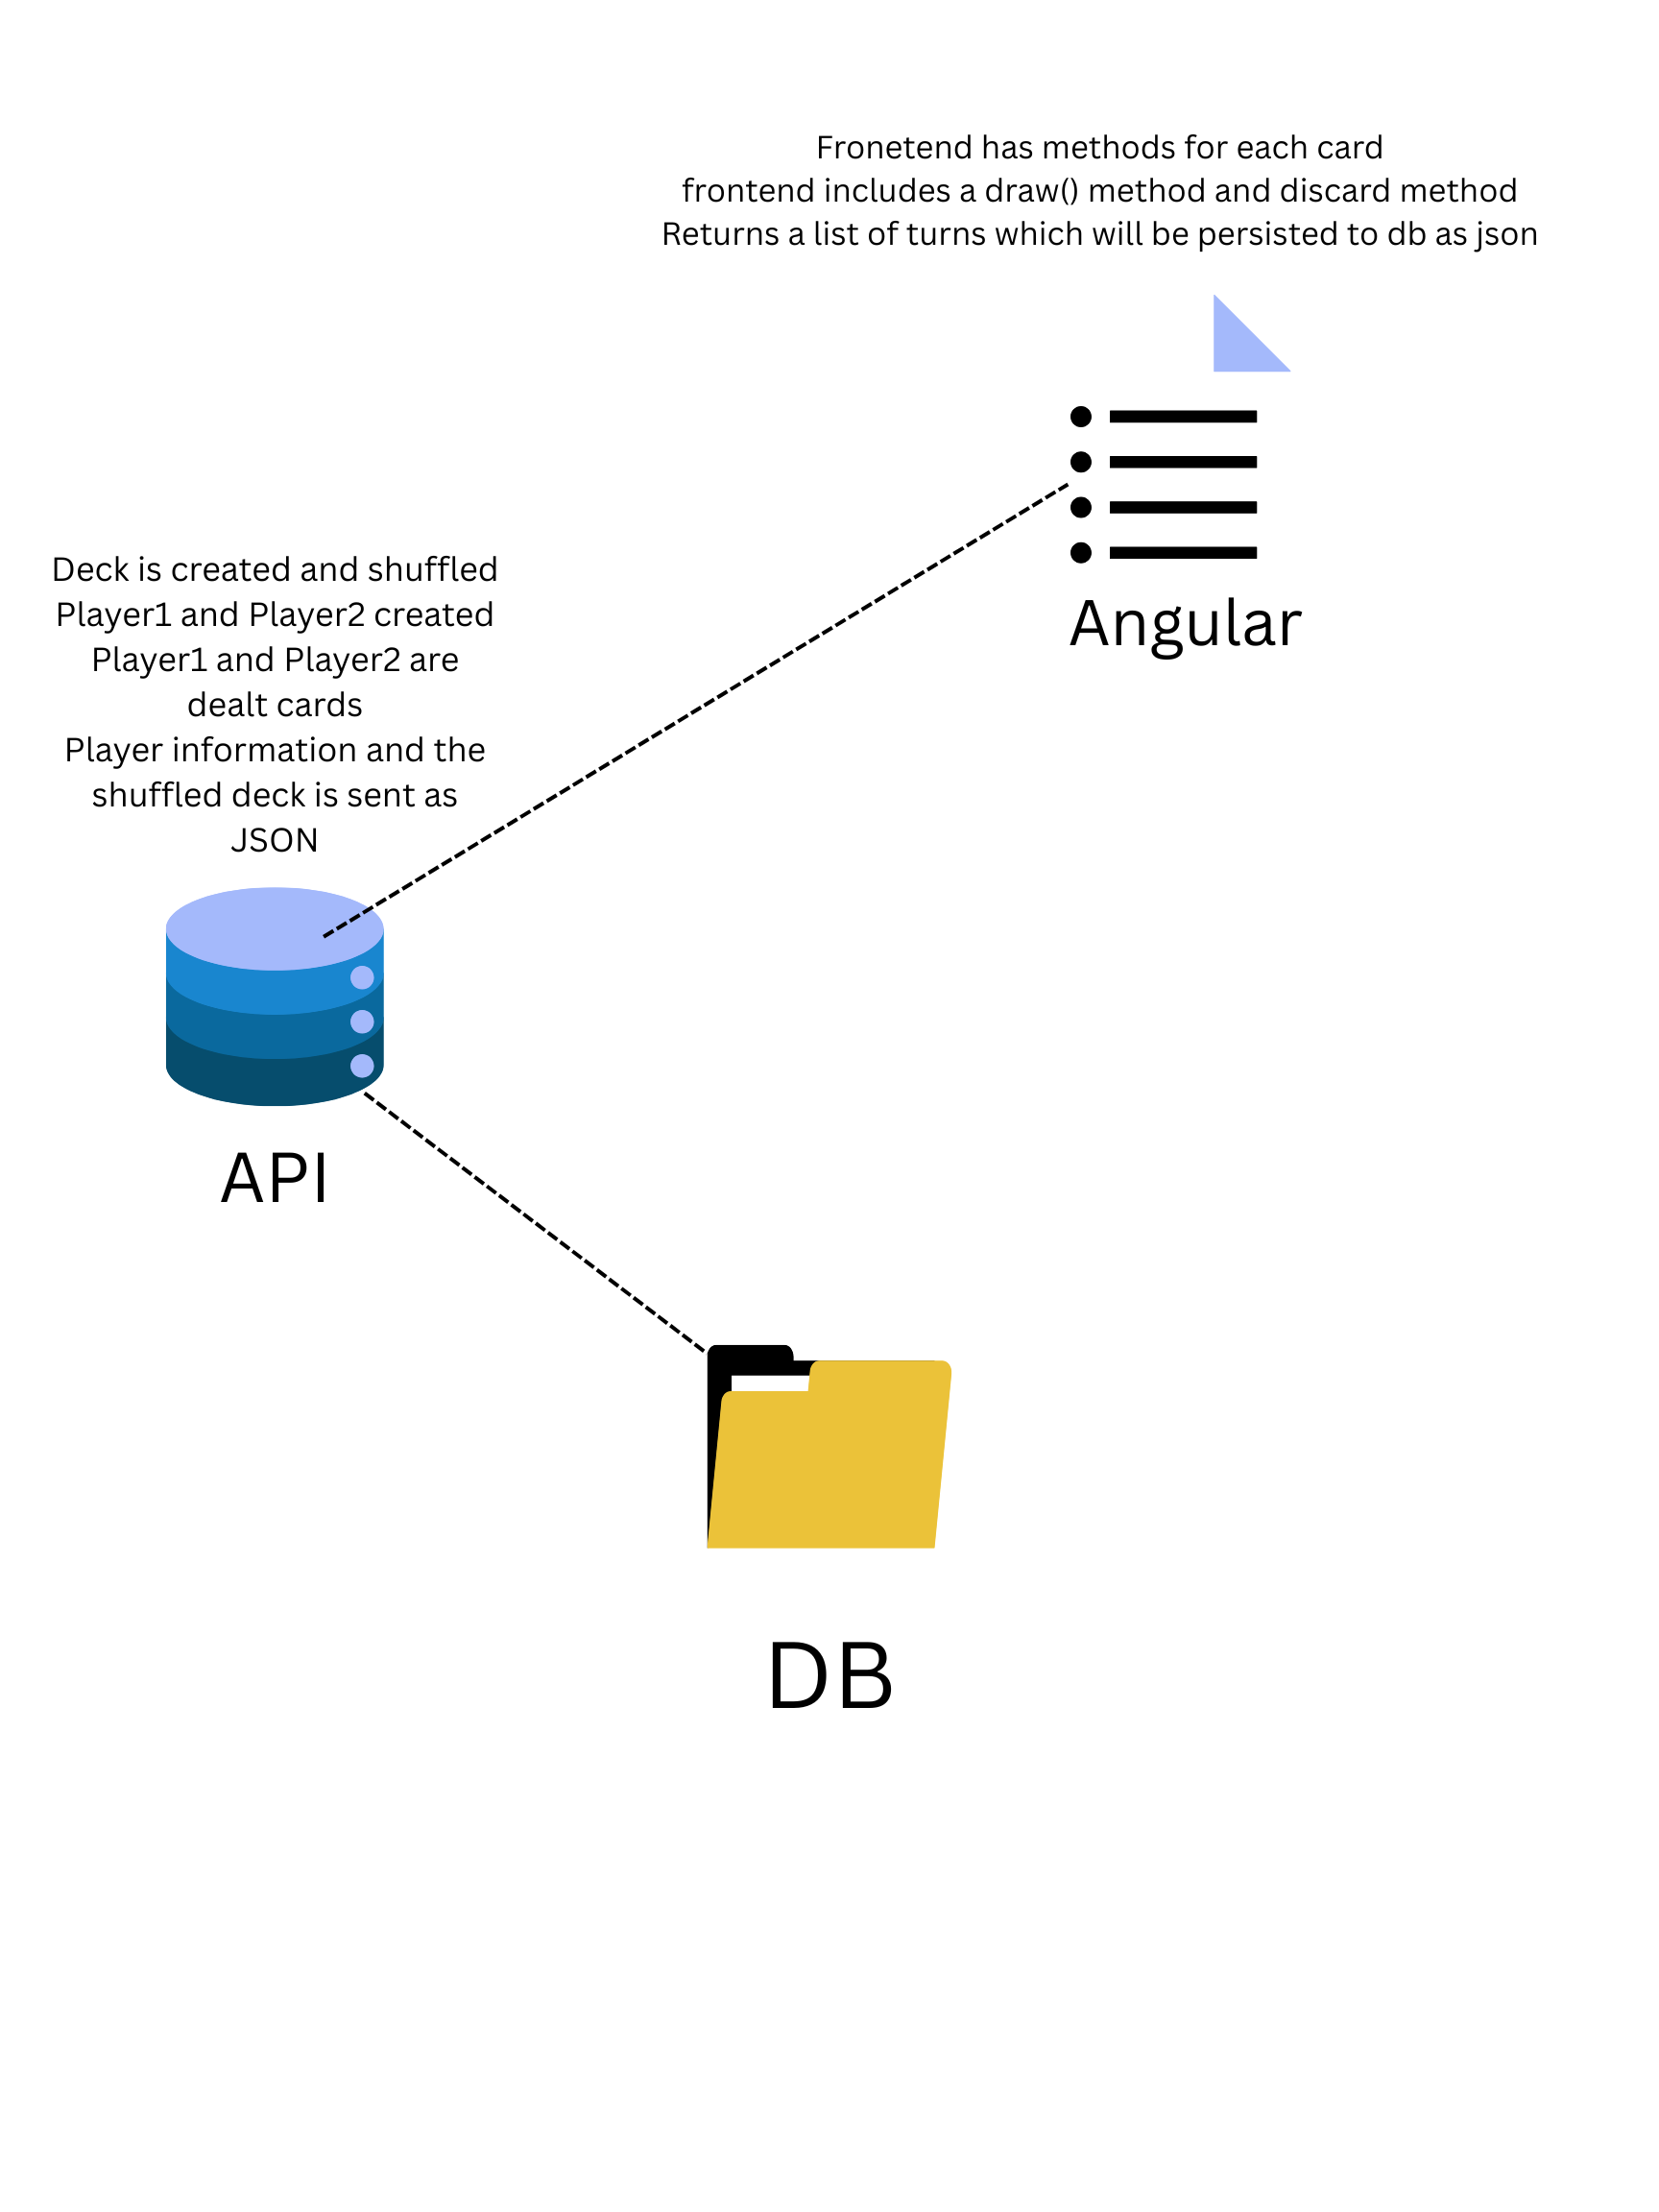 Fronetend has methods for each card
frontend includes a draw() method and discard method
Returns a list of turns which will be persisted to db as json
Angular
Deck is created and shuffled
Player1 and Player2 created
Player1 and Player2 are
dealt cards
Player information and the
shuffled deck is sent as
JSON
API
DB